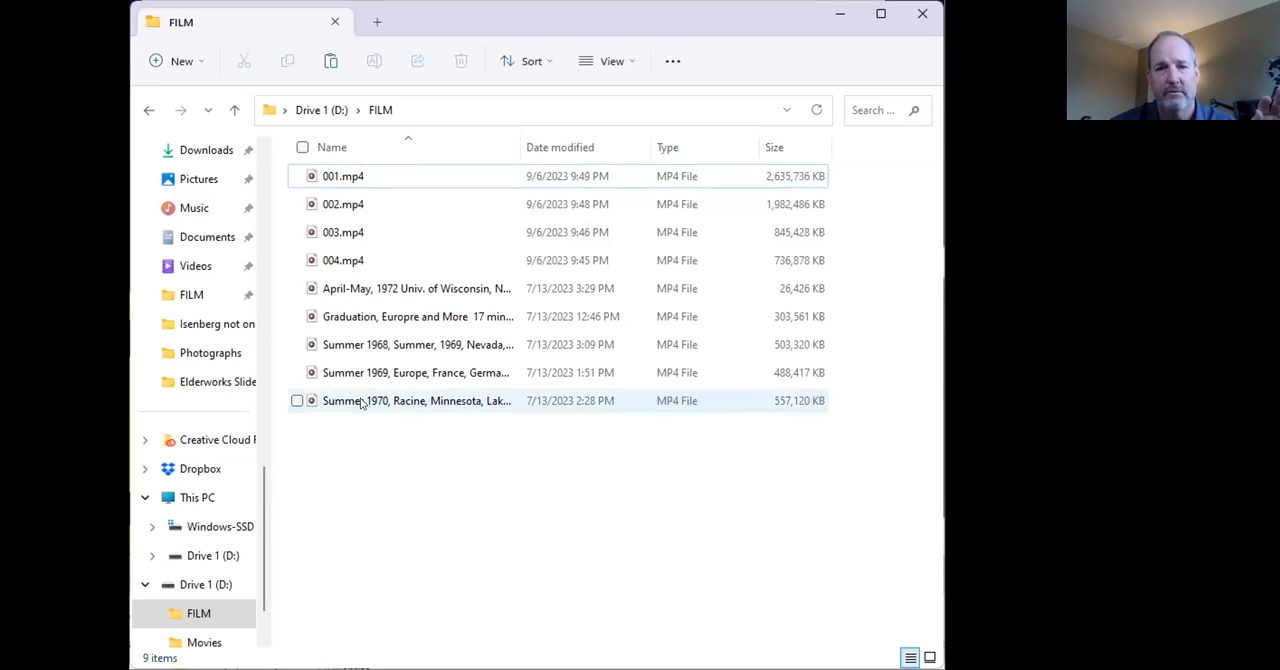 FILM
New
Sort
View
Drive 1 (D:) FILM
Search ...
Name Date modified Type Size
Downloads
Pictures
Music
Documents
Videos
FILM
Isenberg not on
Photographs
Elderworks Slide
Creative Cloud F
Dropbox
This PC
Windows-SSD
Drive 1 (D:)
Drive 1 (D:)
FILM
Movies
001.mp4 9/6/2023 9:49 PM MP4 File 2,635,736 KB
002.mp4 9/6/2023 9:48 PM MP4 File 1,982,486 KB
003.mp4 9/6/2023 9:46 PM MP4 File 845,428 KB
004.mp4 9/6/2023 9:45 PM MP4 File 736,878 KB
April-May, 1972 Univ. of Wisconsin, N... 7/13/2023 3:29 PM MP4 File 26,426 KB
Graduation, Europre and More 17 min... 7/13/2023 12:46 PM MP4 File 303,561 KB
Summer 1968, Summer, 1969, Nevada,... 7/13/2023 3:09 PM MP4 File 503,320 KB
Summer 1969, Europe, France, Germa... 7/13/2023 1:51 PM MP4 File 488,417 KB
Summer 1970, Racine, Minnesota, Lak... 7/13/2023 2:28 PM MP4 File 557,120 KB
9 items